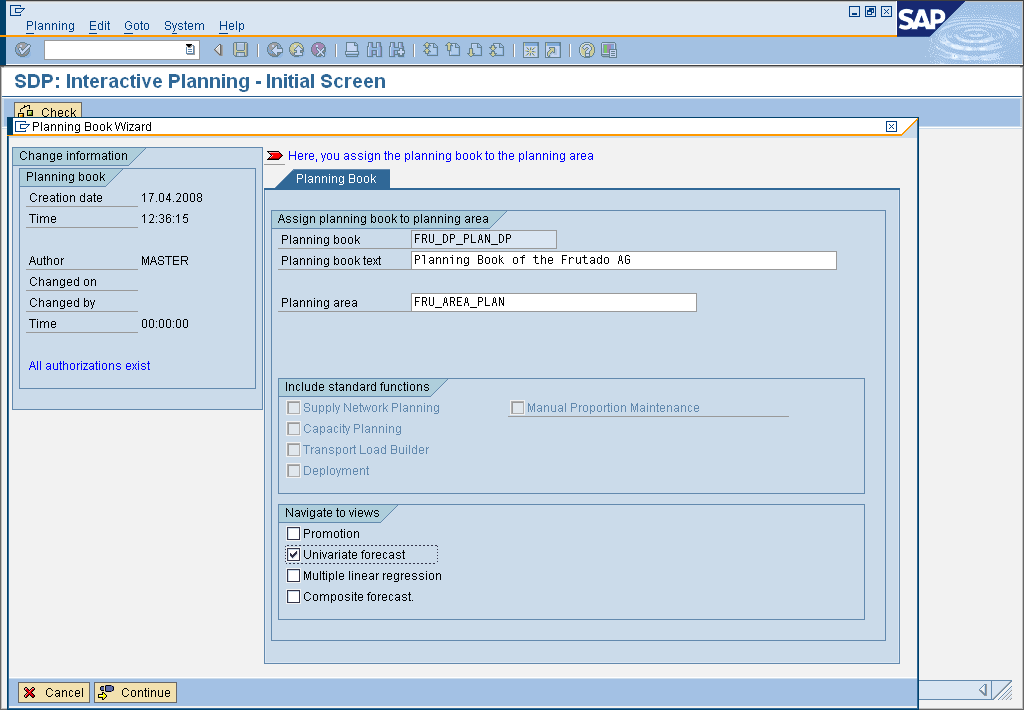 Planning Edit Goto System Help
SAP
SDP: Interactive Planning - Initial Screen
Check
Planning Book Wizard
Change information
Planning book
Creation date 17.04.2008
Time 12:36:15
Author MASTER
Changed on
Changed by
Time 00:00:00
All authorizations exist
Here, you assign the planning book to the planning area
Planning Book
Assign planning book to planning area
Planning book FRU_DP_PLAN_DP
Planning book text Planning Book of the Frutado AG
Planning area FRU_AREA_PLAN
Include standard functions
Supply Network Planning Manual Proportion Maintenance
Capacity Planning
Transport Load Builder
Deployment
Navigate to views
Promotion
Univariate forecast
Multiple linear regression
Composite forecast.
Cancel Continue